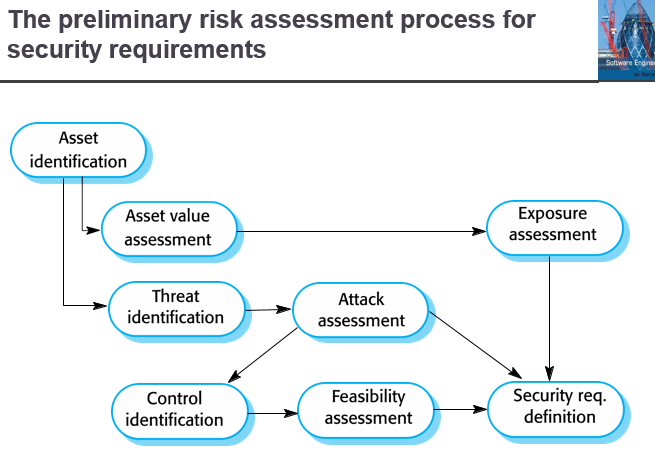 The preliminary risk assessment process for
security requirements
Software Enginee
Asset
identification
Asset value
assessment
Exposure
assessment
Threat
identification
Attack
assessment
Control
identification
Feasibility
assessment
Security req.
definition